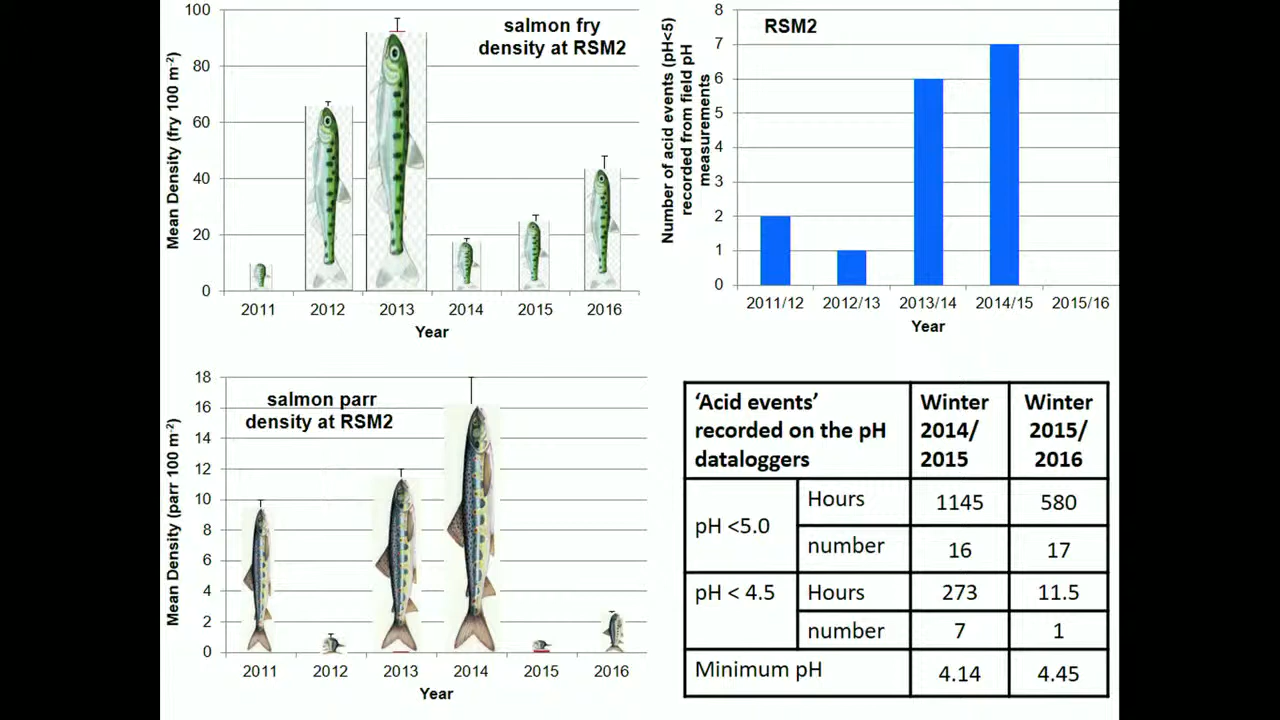 salmon fry
density at RSM2
Mean Density (fry 100 m⁻²)
100
80
60
40
20
0
2011 2012 2013 2014 2015 2016
Year
RSM2
Number of acid events (pH<5)
recorded from field pH
measurements
8
7
6
5
4
3
2
1
0
2011/12 2012/13 2013/14 2014/15 2015/16
Year
salmon parr
density at RSM2
Mean Density (parr 100 m⁻²)
18
16
14
12
10
8
6
4
2
0
2011 2012 2013 2014 2015 2016
Year
‘Acid events’ Winter Winter
recorded on the pH 2014/ 2015/
dataloggers 2015 2016
pH <5.0 Hours 1145 580
number 16 17
pH < 4.5 Hours 273 11.5
number 7 1
Minimum pH 4.14 4.45